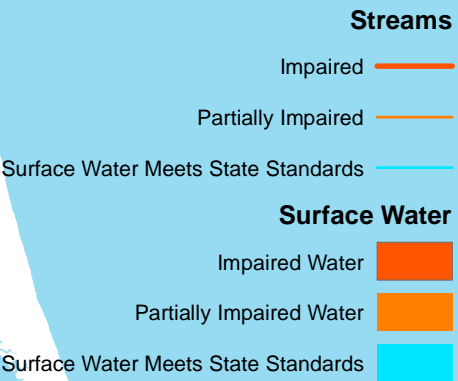 Streams
Impaired
Partially Impaired
Surface Water Meets State Standards
Surface Water
Impaired Water
Partially Impaired Water
Surface Water Meets State Standards